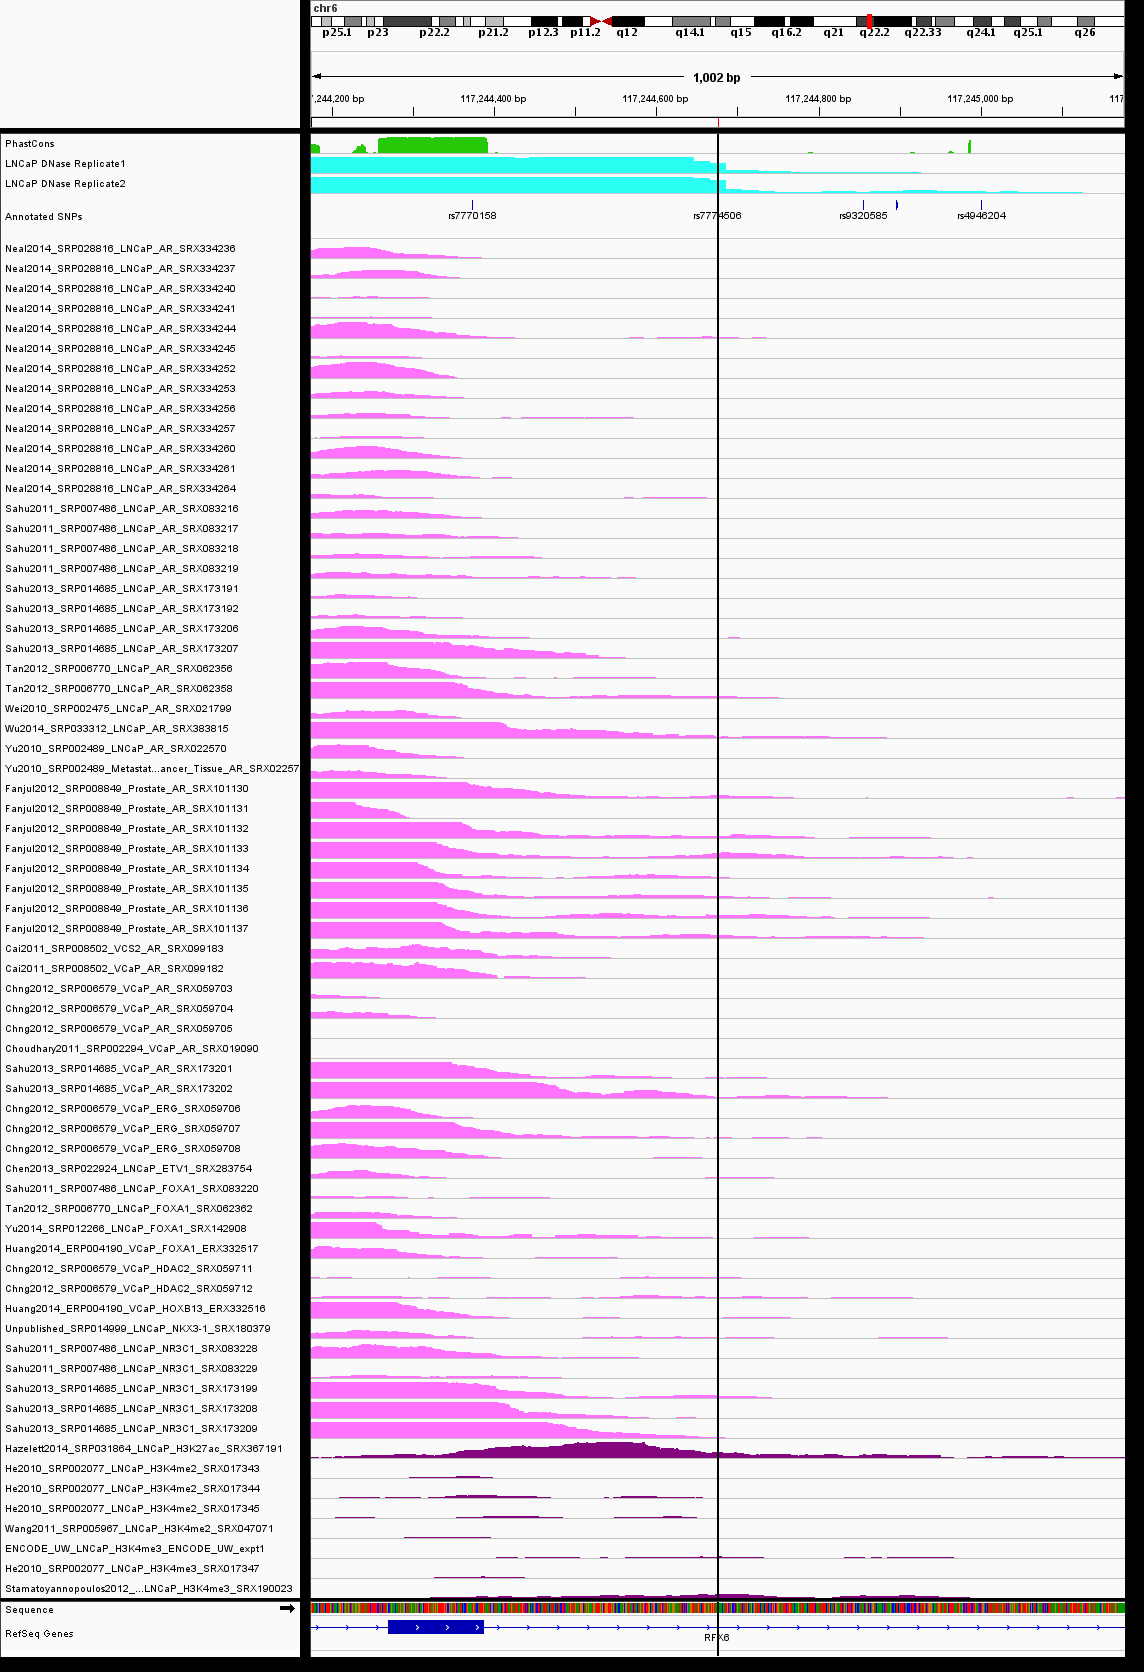 chr6
p25.1 p23 p22.2 p21.2 p12.3 p11.2 q12 q14.1 q15 q16.2 q21 q22.2 q22.33 q24.1 q25.1 q26
1,002 bp
,244,200 bp 117,244,400 bp 117,244,600 bp 117,244,800 bp 117,245,000 bp 117
PhastCons
LNCaP DNase Replicate1
LNCaP DNase Replicate2
Annotated SNPs rs7770158 rs7774506 rs9320585 rs4946204
Neal2014_SRP028816_LNCaP_AR_SRX334236
Neal2014_SRP028816_LNCaP_AR_SRX334237
Neal2014_SRP028816_LNCaP_AR_SRX334240
Neal2014_SRP028816_LNCaP_AR_SRX334241
Neal2014_SRP028816_LNCaP_AR_SRX334244
Neal2014_SRP028816_LNCaP_AR_SRX334245
Neal2014_SRP028816_LNCaP_AR_SRX334252
Neal2014_SRP028816_LNCaP_AR_SRX334253
Neal2014_SRP028816_LNCaP_AR_SRX334256
Neal2014_SRP028816_LNCaP_AR_SRX334257
Neal2014_SRP028816_LNCaP_AR_SRX334260
Neal2014_SRP028816_LNCaP_AR_SRX334261
Neal2014_SRP028816_LNCaP_AR_SRX334264
Sahu2011_SRP007486_LNCaP_AR_SRX083216
Sahu2011_SRP007486_LNCaP_AR_SRX083217
Sahu2011_SRP007486_LNCaP_AR_SRX083218
Sahu2011_SRP007486_LNCaP_AR_SRX083219
Sahu2013_SRP014685_LNCaP_AR_SRX173191
Sahu2013_SRP014685_LNCaP_AR_SRX173192
Sahu2013_SRP014685_LNCaP_AR_SRX173206
Sahu2013_SRP014685_LNCaP_AR_SRX173207
Tan2012_SRP006770_LNCaP_AR_SRX062356
Tan2012_SRP006770_LNCaP_AR_SRX062358
Wei2010_SRP002475_LNCaP_AR_SRX021799
Wu2014_SRP033312_LNCaP_AR_SRX383815
Yu2010_SRP002489_LNCaP_AR_SRX022570
Yu2010_SRP002489_Metastat...ancer_Tissue_AR_SRX02257
Fanjul2012_SRP008849_Prostate_AR_SRX101130
Fanjul2012_SRP008849_Prostate_AR_SRX101131
Fanjul2012_SRP008849_Prostate_AR_SRX101132
Fanjul2012_SRP008849_Prostate_AR_SRX101133
Fanjul2012_SRP008849_Prostate_AR_SRX101134
Fanjul2012_SRP008849_Prostate_AR_SRX101135
Fanjul2012_SRP008849_Prostate_AR_SRX101136
Fanjul2012_SRP008849_Prostate_AR_SRX101137
Cai2011_SRP008502_VCS2_AR_SRX099183
Cai2011_SRP008502_VCaP_AR_SRX099182
Chng2012_SRP006579_VCaP_AR_SRX059703
Chng2012_SRP006579_VCaP_AR_SRX059704
Chng2012_SRP006579_VCaP_AR_SRX059705
Choudhary2011_SRP002294_VCaP_AR_SRX019090
Sahu2013_SRP014685_VCaP_AR_SRX173201
Sahu2013_SRP014685_VCaP_AR_SRX173202
Chng2012_SRP006579_VCaP_ERG_SRX059706
Chng2012_SRP006579_VCaP_ERG_SRX059707
Chng2012_SRP006579_VCaP_ERG_SRX059708
Chen2013_SRP022924_LNCaP_ETV1_SRX283754
Sahu2011_SRP007486_LNCaP_FOXA1_SRX083220
Tan2012_SRP006770_LNCaP_FOXA1_SRX062362
Yu2014_SRP012266_LNCaP_FOXA1_SRX142908
Huang2014_ERP004190_VCaP_FOXA1_ERX332517
Chng2012_SRP006579_VCaP_HDAC2_SRX059711
Chng2012_SRP006579_VCaP_HDAC2_SRX059712
Huang2014_ERP004190_VCaP_HOXB13_ERX332516
Unpublished_SRP014999_LNCaP_NKX3-1_SRX180379
Sahu2011_SRP007486_LNCaP_NR3C1_SRX083228
Sahu2011_SRP007486_LNCaP_NR3C1_SRX083229
Sahu2013_SRP014685_LNCaP_NR3C1_SRX173199
Sahu2013_SRP014685_LNCaP_NR3C1_SRX173208
Sahu2013_SRP014685_LNCaP_NR3C1_SRX173209
Hazelett2014_SRP031864_LNCaP_H3K27ac_SRX367191
He2010_SRP002077_LNCaP_H3K4me2_SRX017343
He2010_SRP002077_LNCaP_H3K4me2_SRX017344
He2010_SRP002077_LNCaP_H3K4me2_SRX017345
Wang2011_SRP005967_LNCaP_H3K4me2_SRX047071
ENCODE_UW_LNCaP_H3K4me3_ENCODE_UW_expt1
He2010_SRP002077_LNCaP_H3K4me3_SRX017347
Stamatoyannopoulos2012_...LNCaP_H3K4me3_SRX190023
Sequence
RefSeq Genes
RFX6